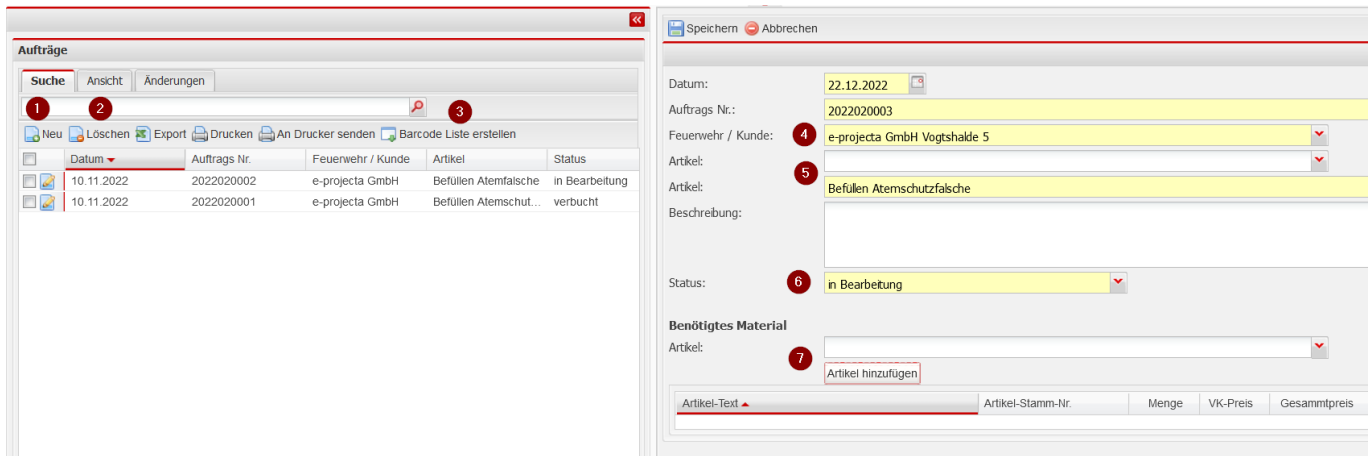 Aufträge
Suche Ansicht Änderungen
1 2 3
Neu Löschen Export Drucken An Drucker senden Barcode Liste erstellen
Datum Auftrags Nr. Feuerwehr / Kunde Artikel Status
10.11.2022 2022020002 e-projecta GmbH Befüllen Atemfalsche in Bearbeitung
10.11.2022 2022020001 e-projecta GmbH Befüllen Atemschut... verbucht
Speichern Abbrechen
Datum: 22.12.2022
Auftrags Nr.: 2022020003
Feuerwehr / Kunde: 4 e-projecta GmbH Vogtshalde 5
Artikel:
5
Artikel: Befüllen Atemschutzfalsche
Beschreibung:
Status: 6 in Bearbeitung
Benötigtes Material
Artikel:
7
Artikel hinzufügen
Artikel-Text Artikel-Stamm-Nr. Menge VK-Preis Gesammtpreis